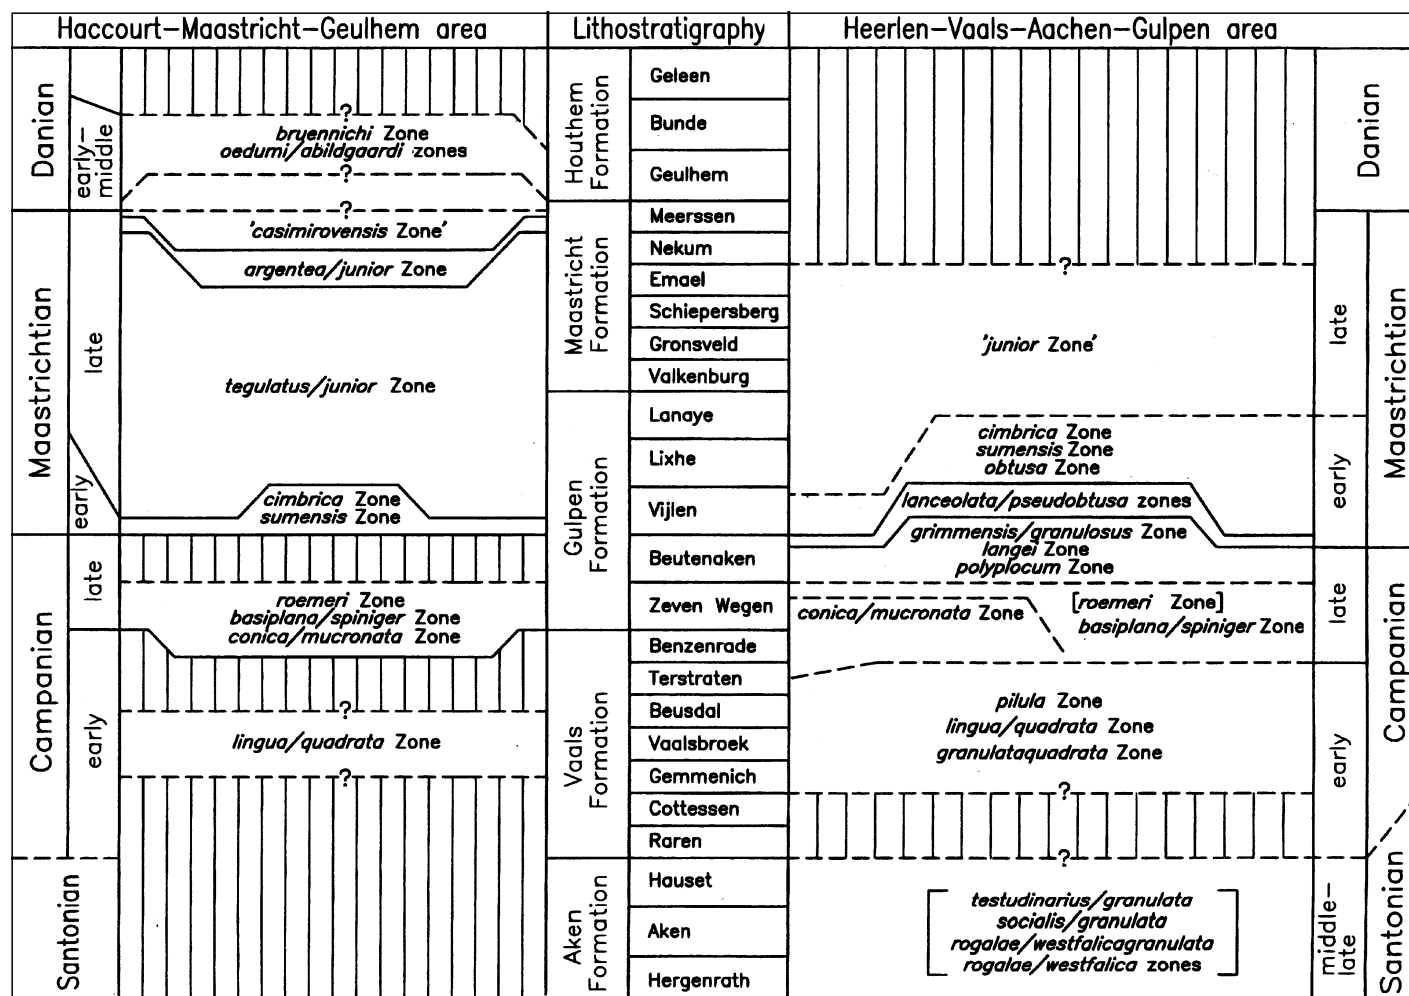 Haccourt-Maastricht-Geulhem area
Lithostratigraphy
Heerlen-Vaals-Aachen-Gulpen area
Danian
early-
middle
?
bruennichi Zone
oedumi/abildgaardi zones
?
?
Maastrichtian
late
early
'casimirovensis Zone'
argentea/junior Zone
tegulatus/junior Zone
cimbrica Zone
sumensis Zone
Campanian
late
early
roemeri Zone
basiplana/spiniger Zone
conica/mucronata Zone
?
lingua/quadrata Zone
?
Santonian
Houthem
Formation
Geleen
Bunde
Geulhem
Maastricht
Formation
Meerssen
Nekum
Emael
Schiepersberg
Gronsveld
Valkenburg
Gulpen
Formation
Lanaye
Lixhe
Vijlen
Beutenaken
Zeven Wegen
Vaals
Formation
Benzenrade
Terstraten
Beusdal
Vaalsbroek
Gemmenich
Cottessen
Raren
Aken
Formation
Hauset
Aken
Hergenrath
?
'junior Zone'
cimbrica Zone
sumensis Zone
obtusa Zone
lanceolata/pseudobtusa zones
grimmensis/granulosus Zone
langei Zone
polyplocum Zone
conica/mucronata Zone
[roemeri Zone]
basiplana/spiniger Zone
pilula Zone
lingua/quadrata Zone
granulataquadrata Zone
?
?
testudinarius/granulata
socialis/granulata
rogalae/westfalicagranulata
rogalae/westfalica zones
Danian
late
early
Maastrichtian
late
early
Campanian
middle-
late
Santonian